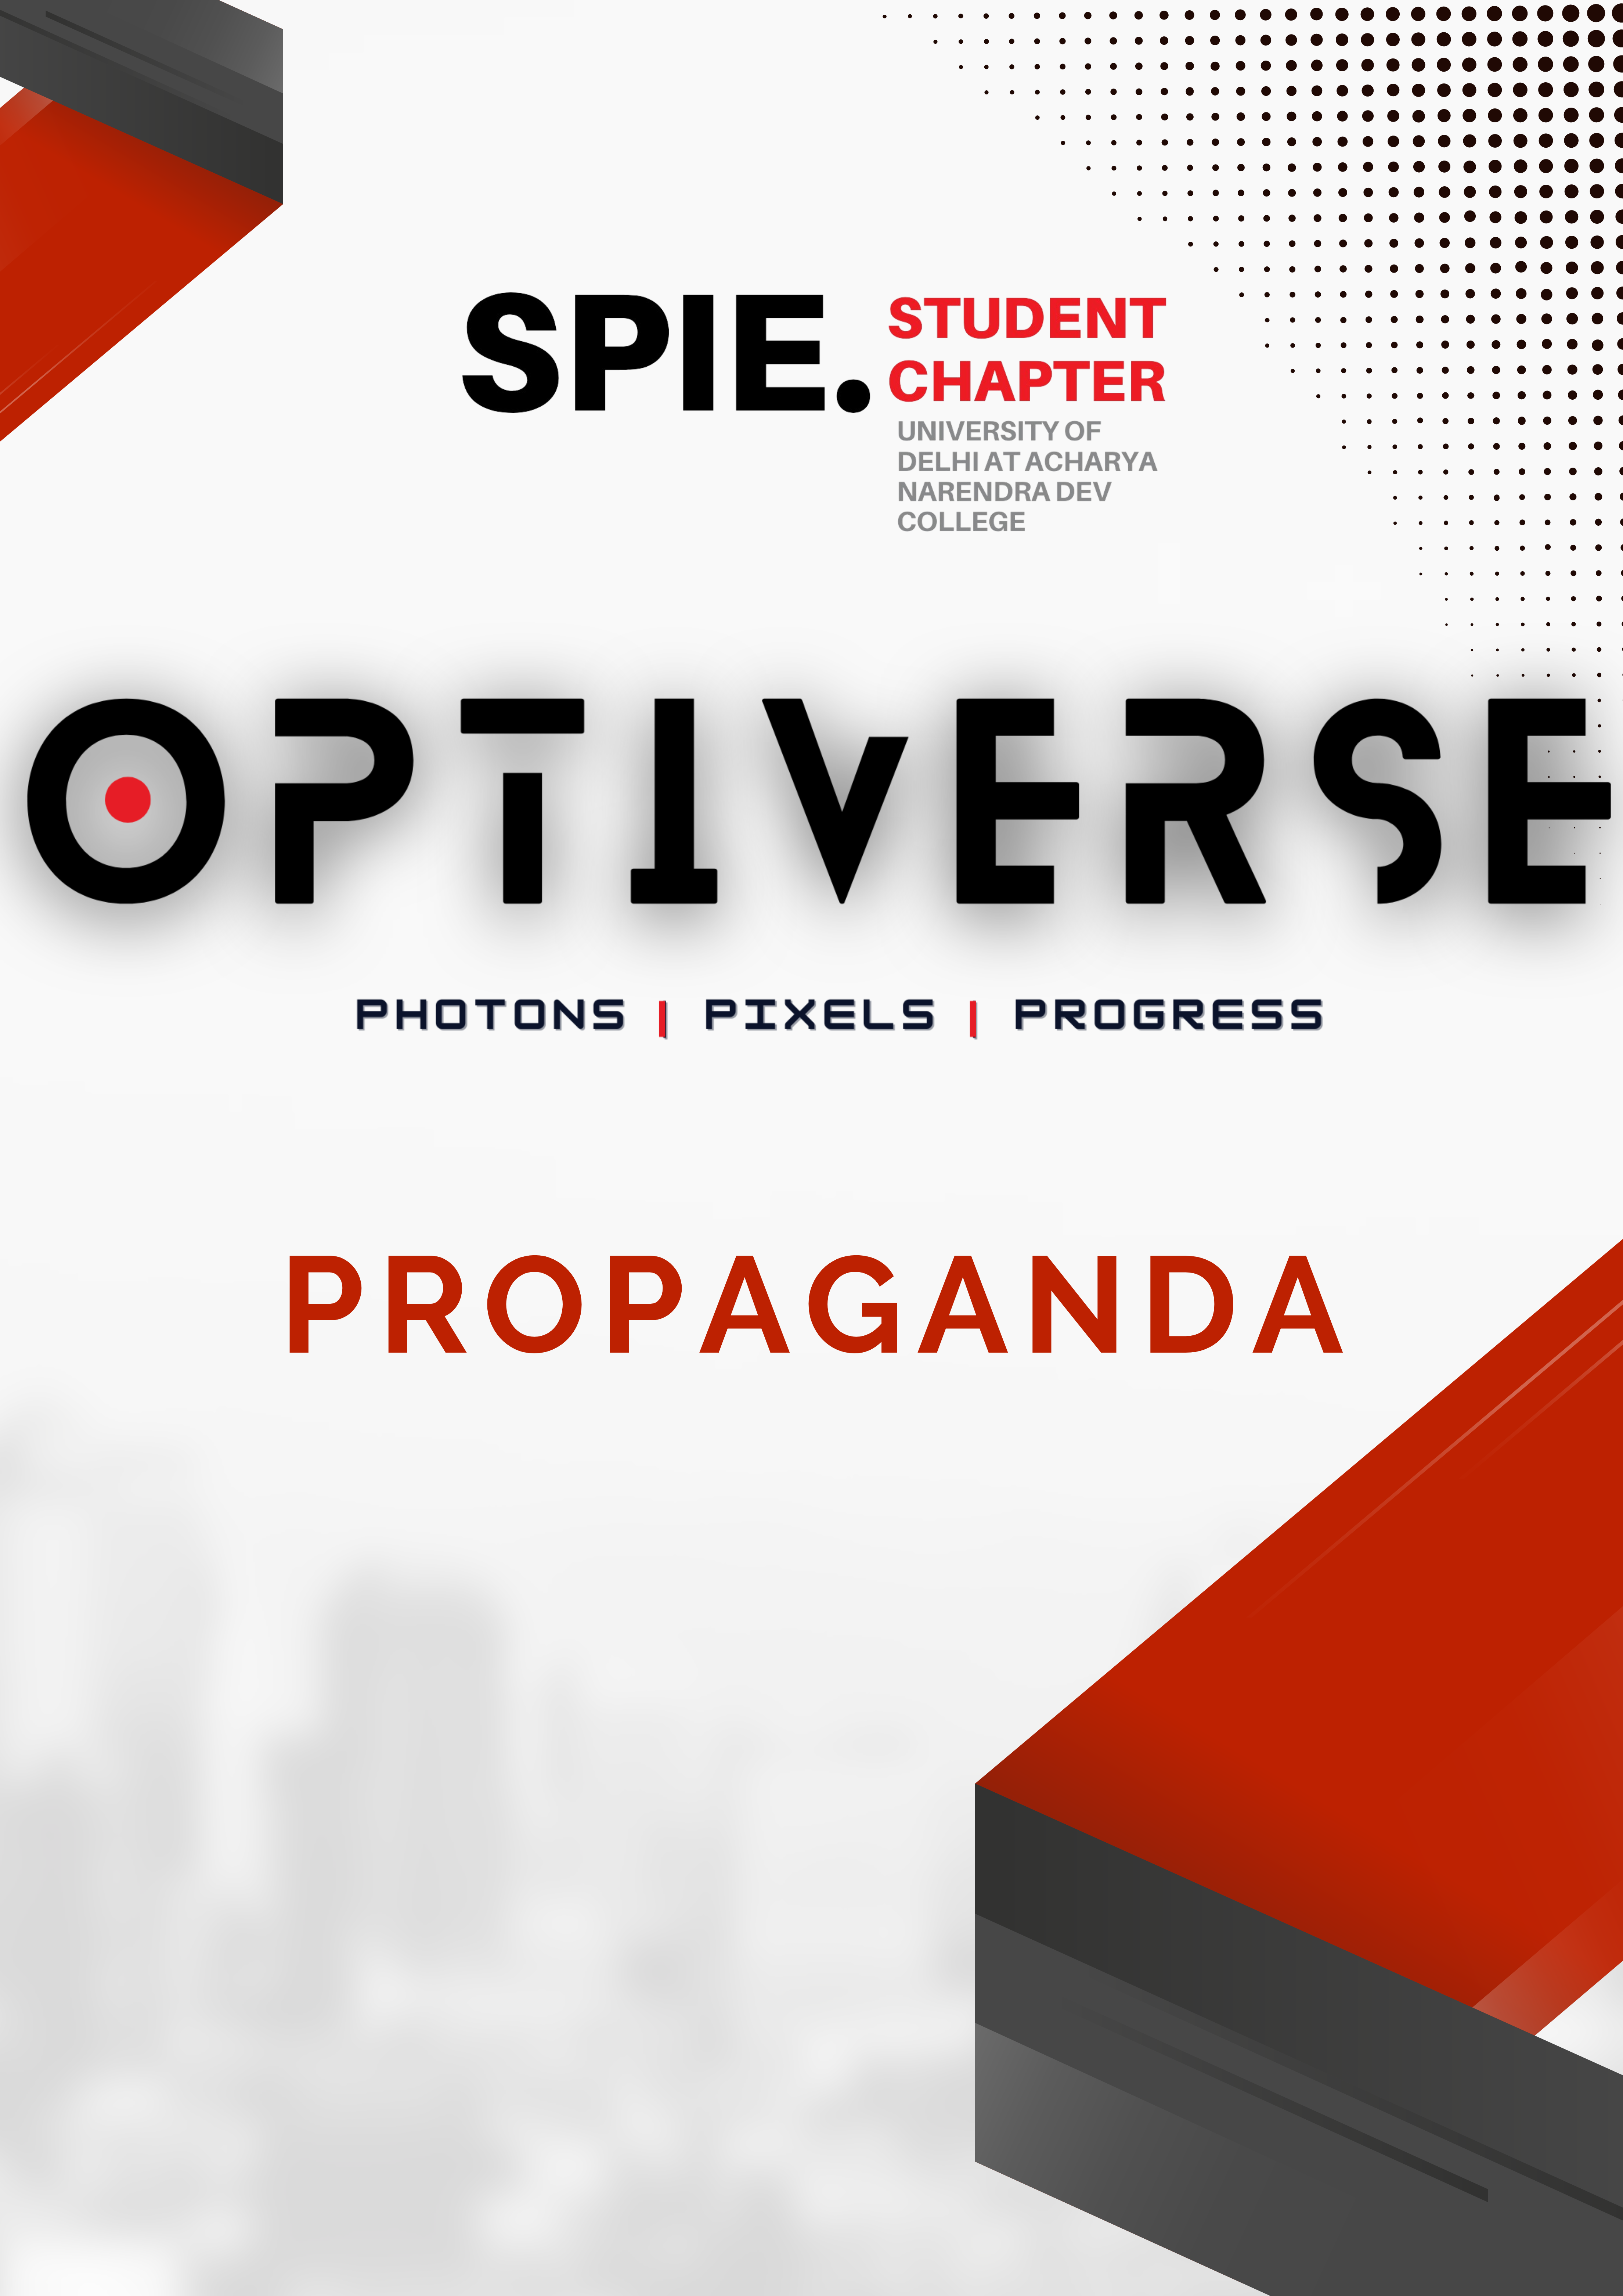 SPIE. STUDENT
CHAPTER
UNIVERSITY OF
DELHI AT ACHARYA
NARENDRA DEV
COLLEGE
OPTIVERSE
PHOTONS | PIXELS | PROGRESS
PROPAGANDA